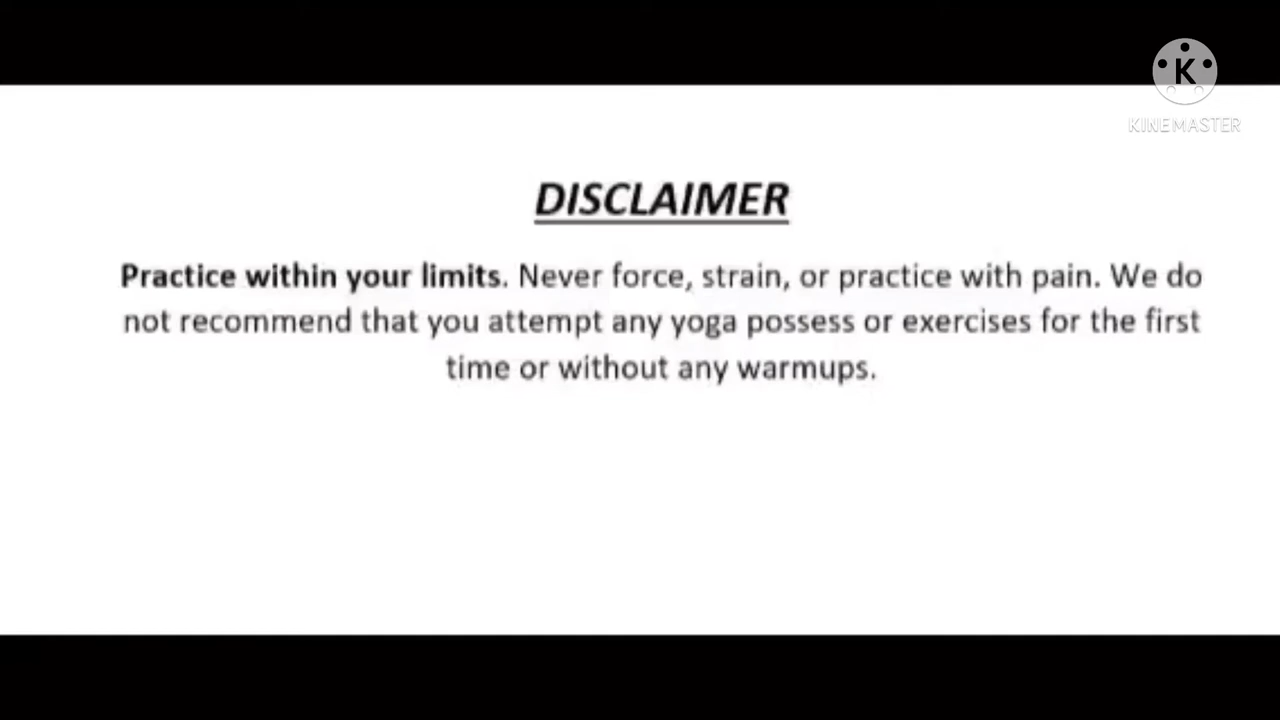 K
KINEMASTER
DISCLAIMER
Practice within your limits. Never force, strain, or practice with pain. We do
not recommend that you attempt any yoga possess or exercises for the first
time or without any warmups.